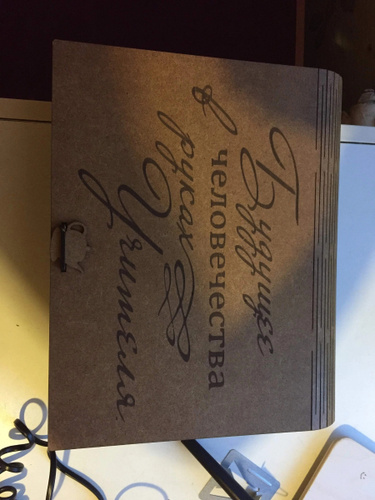 Будущее
человечества
в руках
Учителя